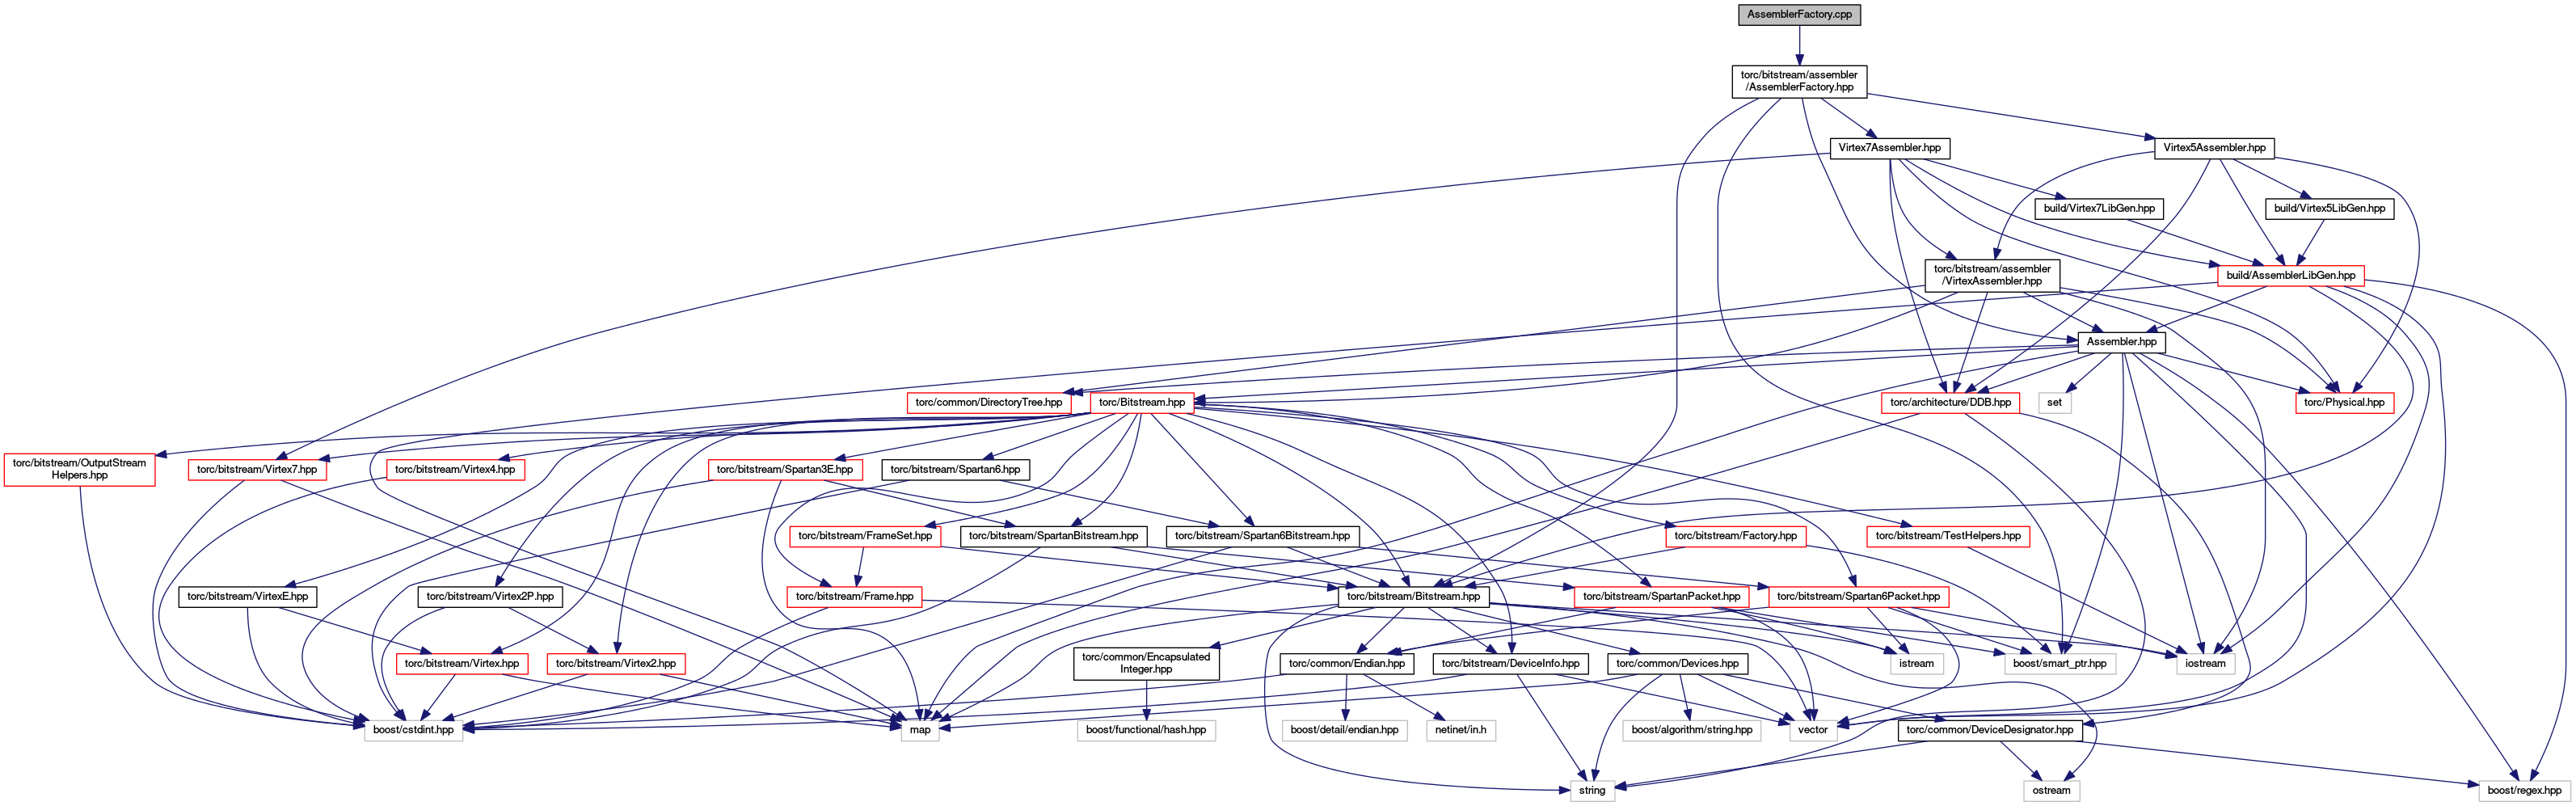 AssemblerFactory.cpp
torc/bitstream/assembler
/AssemblerFactory.hpp
Virtex7Assembler.hpp
Virtex5Assembler.hpp
build/Virtex7LibGen.hpp
build/Virtex5LibGen.hpp
torc/bitstream/assembler
/VirtexAssembler.hpp
build/AssemblerLibGen.hpp
Assembler.hpp
torc/common/DirectoryTree.hpp
torc/Bitstream.hpp
torc/architecture/DDB.hpp
set
torc/Physical.hpp
torc/bitstream/OutputStream
Helpers.hpp
torc/bitstream/Virtex7.hpp
torc/bitstream/Virtex4.hpp
torc/bitstream/Spartan3E.hpp
torc/bitstream/Spartan6.hpp
torc/bitstream/FrameSet.hpp
torc/bitstream/SpartanBitstream.hpp
torc/bitstream/Spartan6Bitstream.hpp
torc/bitstream/Factory.hpp
torc/bitstream/TestHelpers.hpp
torc/bitstream/VirtexE.hpp
torc/bitstream/Virtex2P.hpp
torc/bitstream/Frame.hpp
torc/bitstream/Bitstream.hpp
torc/bitstream/SpartanPacket.hpp
torc/bitstream/Spartan6Packet.hpp
torc/bitstream/Virtex.hpp
torc/bitstream/Virtex2.hpp
torc/common/Encapsulated
Integer.hpp
torc/common/Endian.hpp
torc/bitstream/DeviceInfo.hpp
torc/common/Devices.hpp
istream
boost/smart_ptr.hpp
iostream
boost/cstdint.hpp
map
boost/functional/hash.hpp
boost/detail/endian.hpp
netinet/in.h
boost/algorithm/string.hpp
vector
torc/common/DeviceDesignator.hpp
string
ostream
boost/regex.hpp